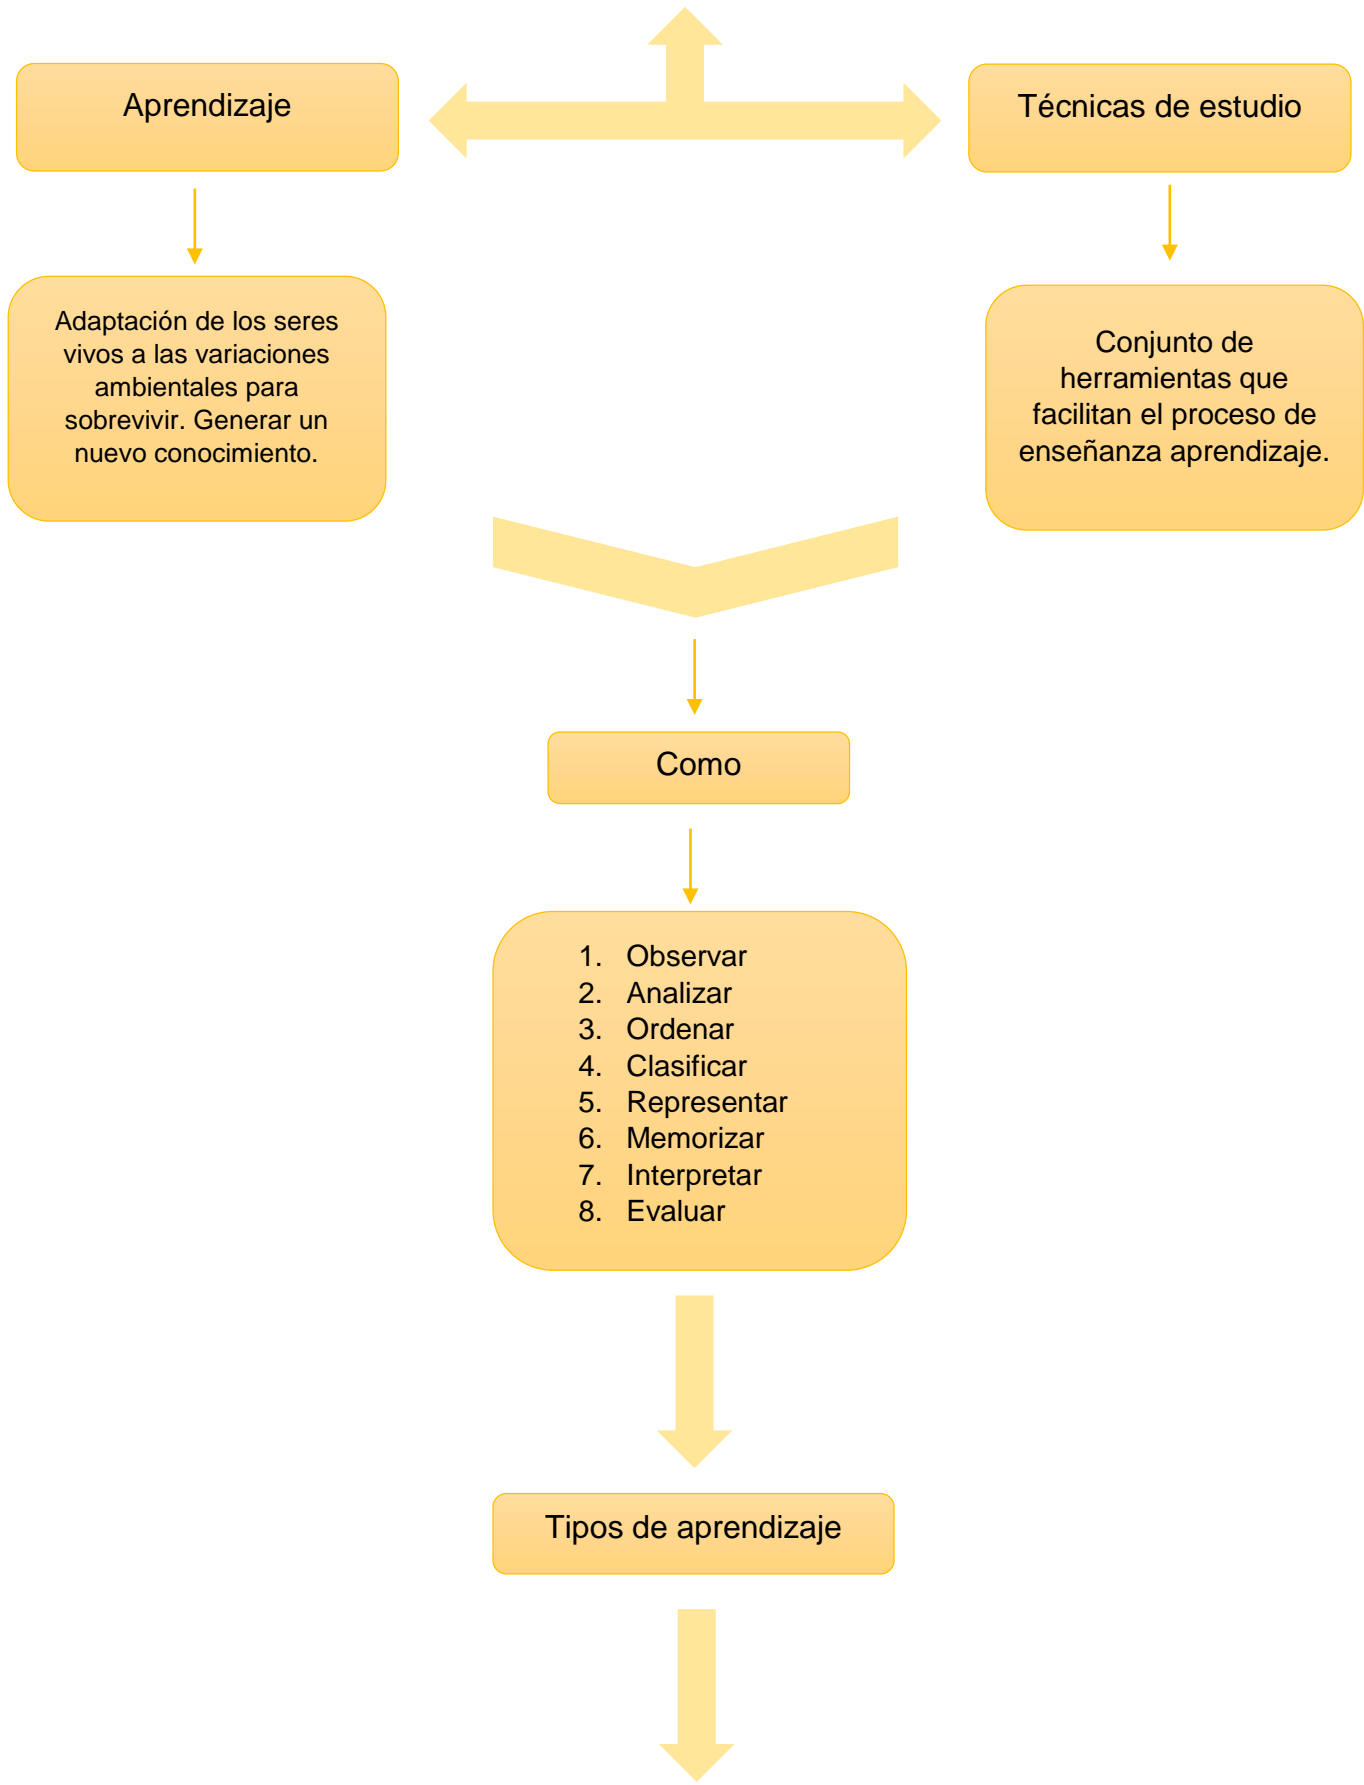 Aprendizaje
Técnicas de estudio
Adaptación de los seres
vivos a las variaciones
ambientales para
sobrevivir. Generar un
nuevo conocimiento.
Conjunto de
herramientas que
facilitan el proceso de
enseñanza aprendizaje.
Como
1. Observar
2. Analizar
3. Ordenar
4. Clasificar
5. Representar
6. Memorizar
7. Interpretar
8. Evaluar
Tipos de aprendizaje